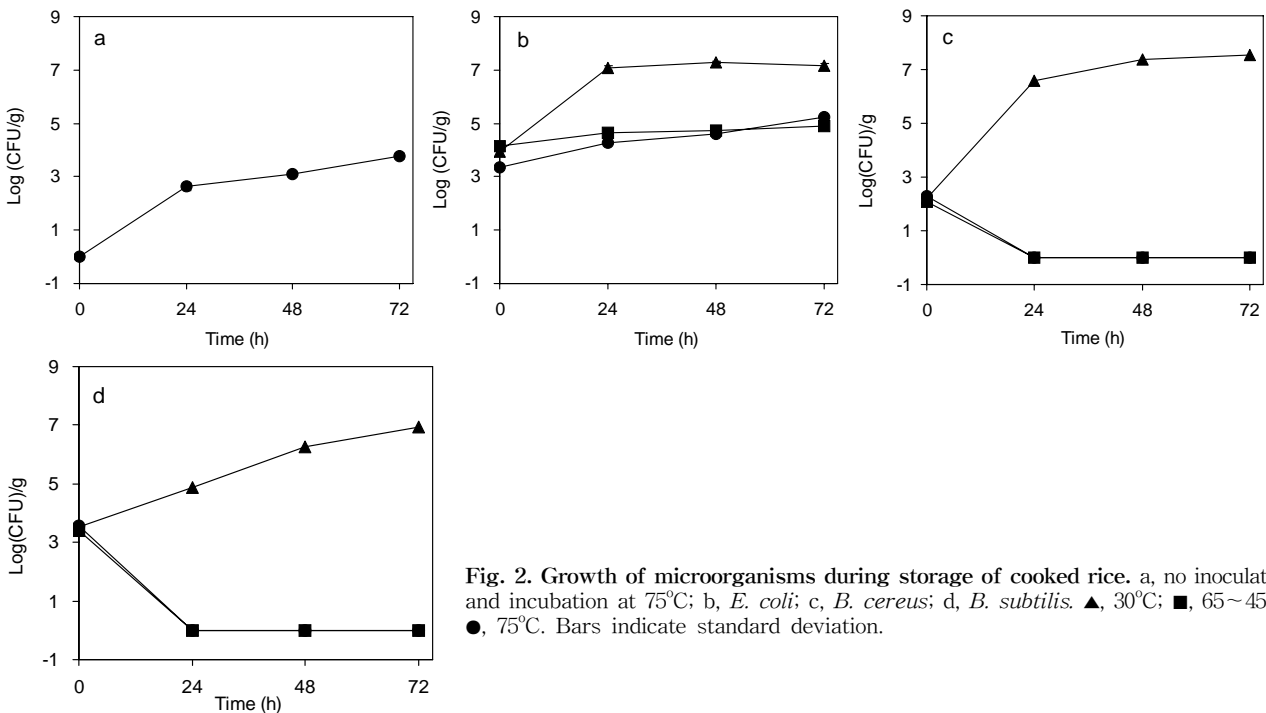 a
9
7
5
3
1
-1
Log (CFU/g)
0 24 48 72
Time (h)
b
9
7
5
3
1
-1
Log (CFU/g)
0 24 48 72
Time (h)
c
9
7
5
3
1
-1
Log(CFU)/g
0 24 48 72
Time (h)
d
9
7
5
3
1
-1
Log(CFU)/g
0 24 48 72
Time (h)
Fig. 2. Growth of microorganisms during storage of cooked rice. a, no inoculat
and incubation at 75°C; b, E. coli; c, B. cereus; d, B. subtilis. ▲, 30°C; ■, 65~45
●, 75°C. Bars indicate standard deviation.